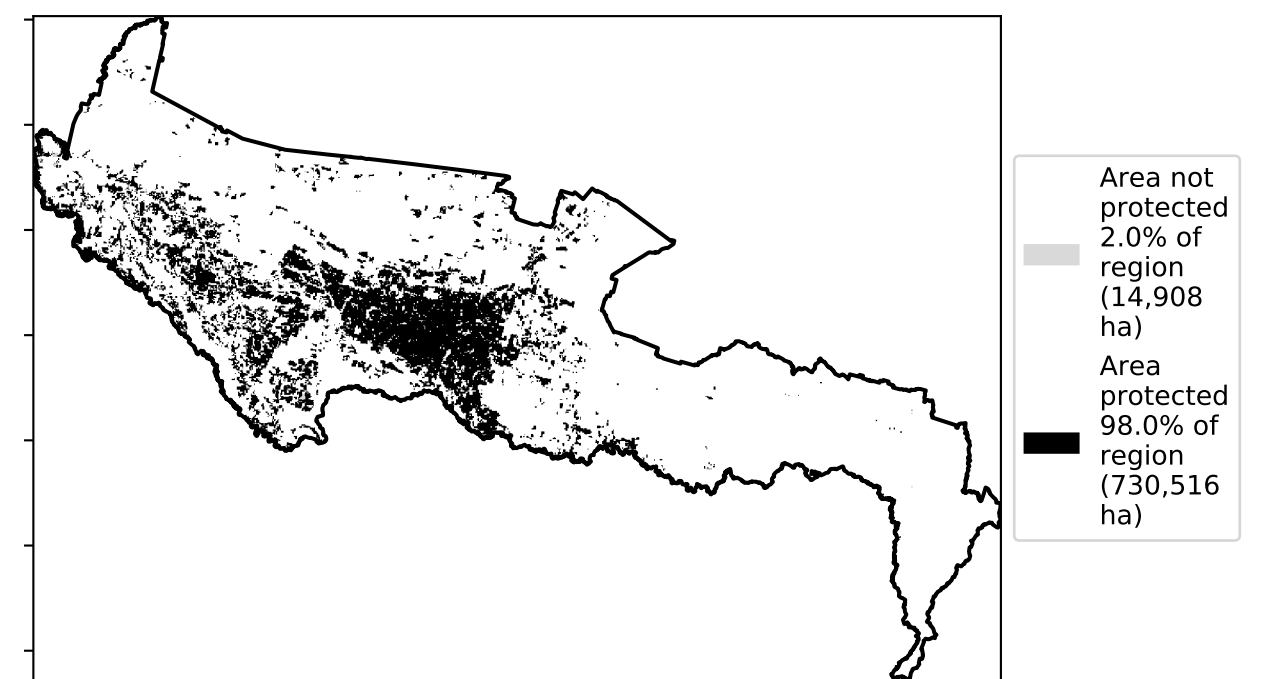 Area not
protected
2.0% of
region
(14,908
ha)
Area
protected
98.0% of
region
(730,516
ha)